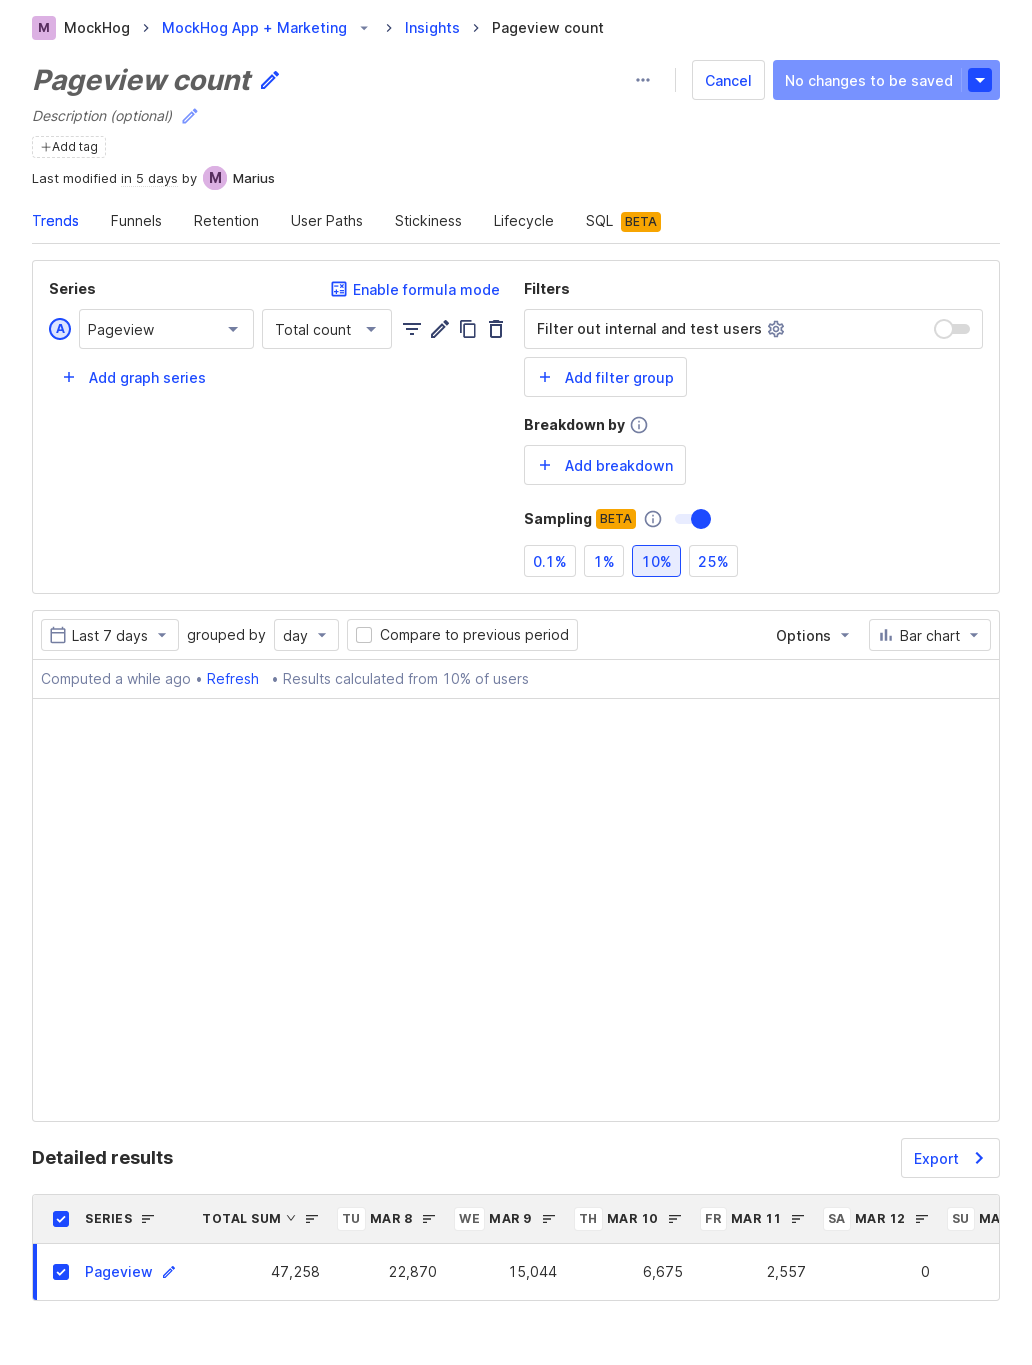 M MockHog > MockHog App + Marketing > Insights > Pageview count
Pageview count
Cancel
No changes to be saved
Description (optional)
+Add tag
Last modified in 5 days by M Marius
Trends Funnels Retention User Paths Stickiness Lifecycle SQL BETA
Series
Enable formula mode
A Pageview Total count
+ Add graph series
Filters
Filter out internal and test users
+ Add filter group
Breakdown by
+ Add breakdown
Sampling BETA
0.1% 1% 10% 25%
Last 7 days grouped by day Compare to previous period Options Bar chart
Computed a while ago • Refresh • Results calculated from 10% of users
Detailed results
Export
SERIES TOTAL SUM TU MAR 8 WE MAR 9 TH MAR 10 FR MAR 11 SA MAR 12 SU MA
Pageview 47,258 22,870 15,044 6,675 2,557 0